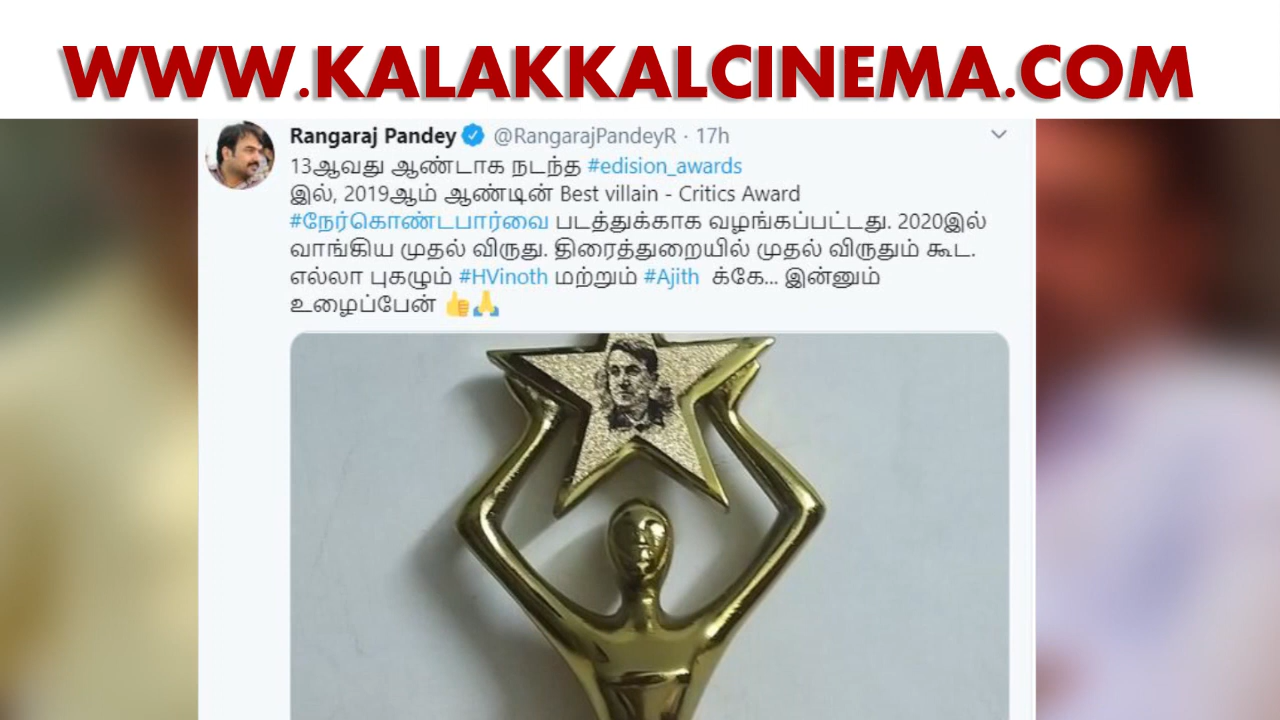 WWW.KALAKKALCINEMA.COM
Rangaraj Pandey @RangarajPandeyR · 17h
13ஆவது ஆண்டாக நடந்த #edision_awards
இல், 2019ஆம் ஆண்டின் Best villain - Critics Award
#நேர்கொண்டபார்வை படத்துக்காக வழங்கப்பட்டது. 2020இல்
வாங்கிய முதல் விருது. திரைத்துறையில் முதல் விருதும் கூட.
எல்லா புகழும் #HVinoth மற்றும் #Ajith க்கே... இன்னும்
உழைப்பேன் 👍🙏